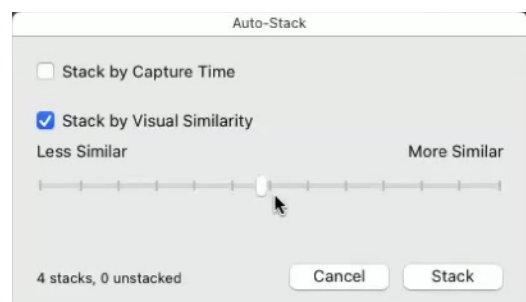 Auto-Stack
Stack by Capture Time
Stack by Visual Similarity
Less Similar More Similar
4 stacks, 0 unstacked Cancel Stack